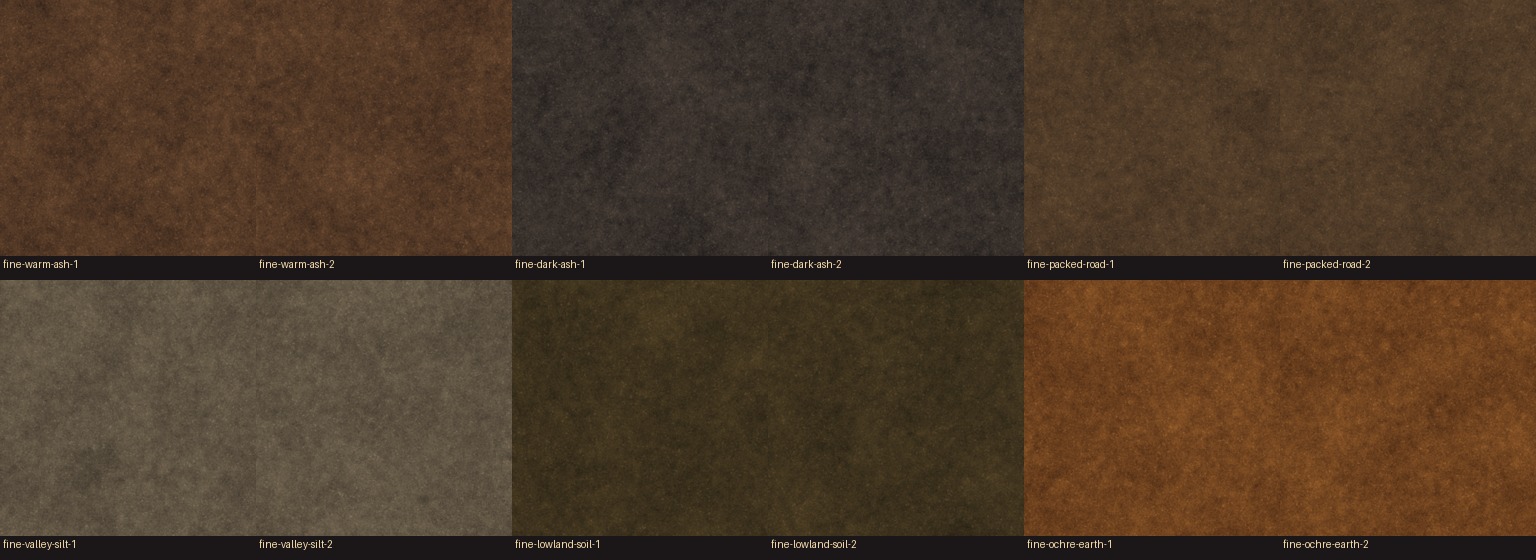 fine-warm-ash-1 fine-warm-ash-2 fine-dark-ash-1 fine-dark-ash-2 fine-packed-road-1 fine-packed-road-2
fine-valley-silt-1 fine-valley-silt-2 fine-lowland-soil-1 fine-lowland-soil-2 fine-ochre-earth-1 fine-ochre-earth-2